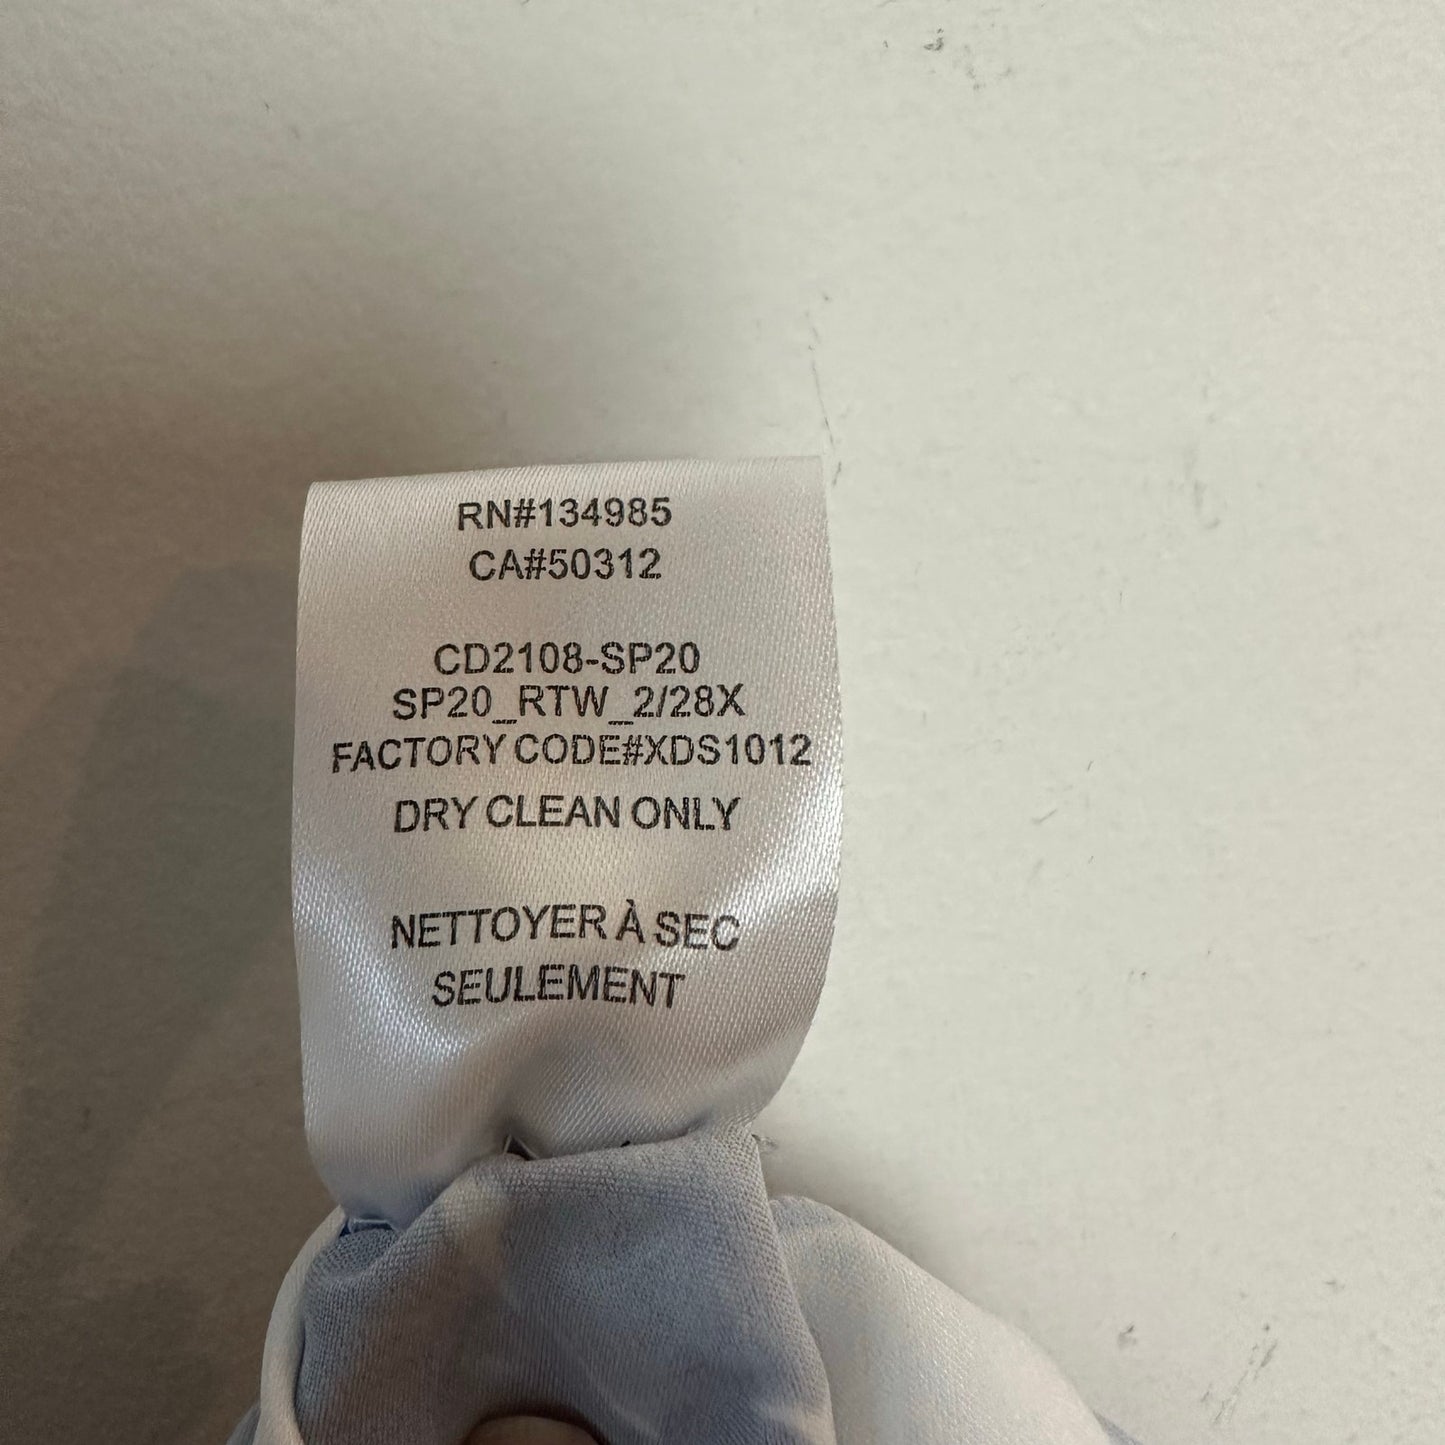 RN#134985
CA#50312
CD2108-SP20
SP20_RTW_2/28X
FACTORY CODE#XDS1012
DRY CLEAN ONLY
NETTOYER À SEC
SEULEMENT